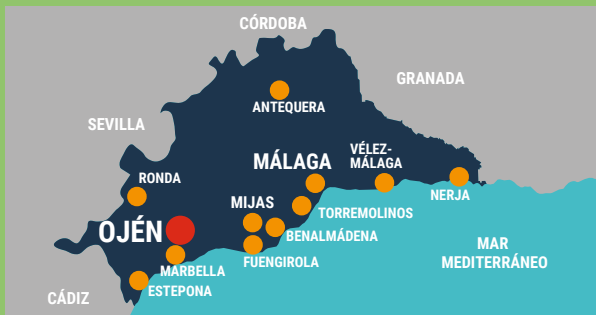 CÓRDOBA
GRANADA
ANTEQUERA
SEVILLA
VÉLEZ-
MÁLAGA
MÁLAGA
RONDA
NERJA
MIJAS
TORREMOLINOS
OJÉN
BENALMÁDENA
MAR
MEDITERRÁNEO
FUENGIROLA
MARBELLA
ESTEPONA
CÁDIZ